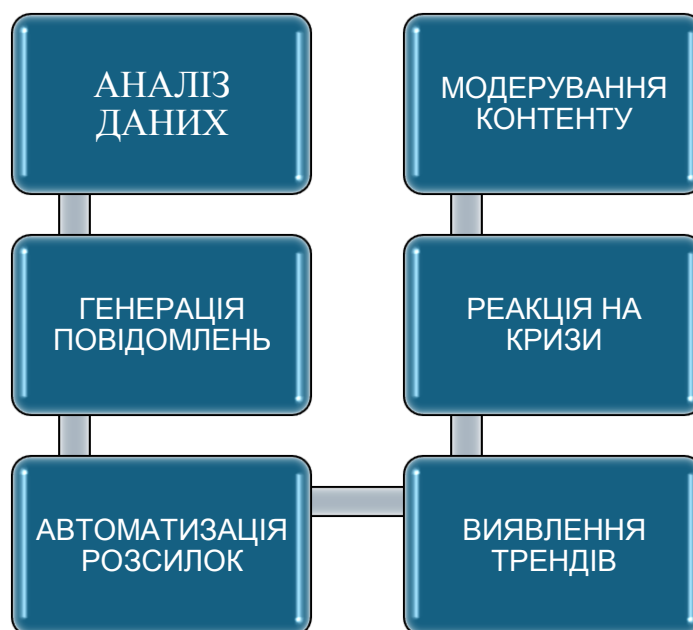 АНАЛІЗ
ДАНИХ
ГЕНЕРАЦІЯ
ПОВІДОМЛЕНЬ
АВТОМАТИЗАЦІЯ
РОЗСИЛОК
ВИЯВЛЕННЯ
ТРЕНДІВ
РЕАКЦІЯ НА
КРИЗИ
МОДЕРУВАННЯ
КОНТЕНТУ